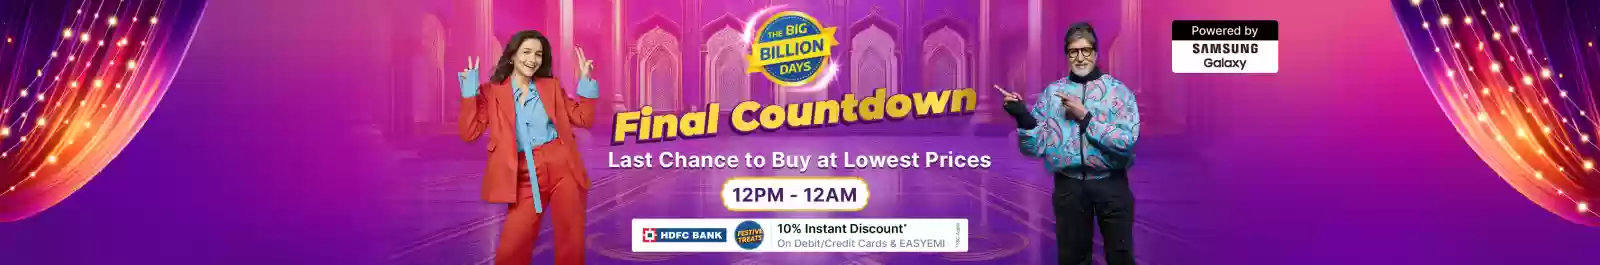 THE BIG
BILLION
DAYS
Final Countdown
Last Chance to Buy at Lowest Prices
12PM - 12AM
HDFC BANK
FESTIVE
TREATS
10% Instant Discount*
On Debit/Credit Cards & EASYEMI
*T&C Apply
Powered by
SAMSUNG
Galaxy